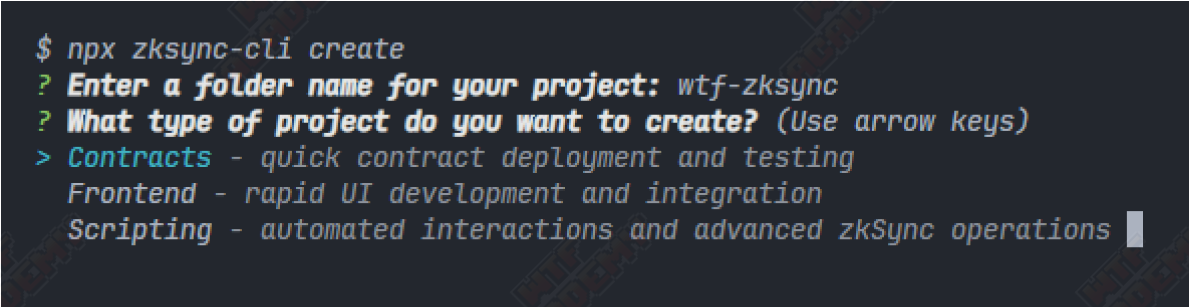 $ npx zksync-cli create
? Enter a folder name for your project: wtf-zksync
? What type of project do you want to create? (Use arrow keys)
> Contracts - quick contract deployment and testing
Frontend - rapid UI development and integration
Scripting - automated interactions and advanced zkSync operations